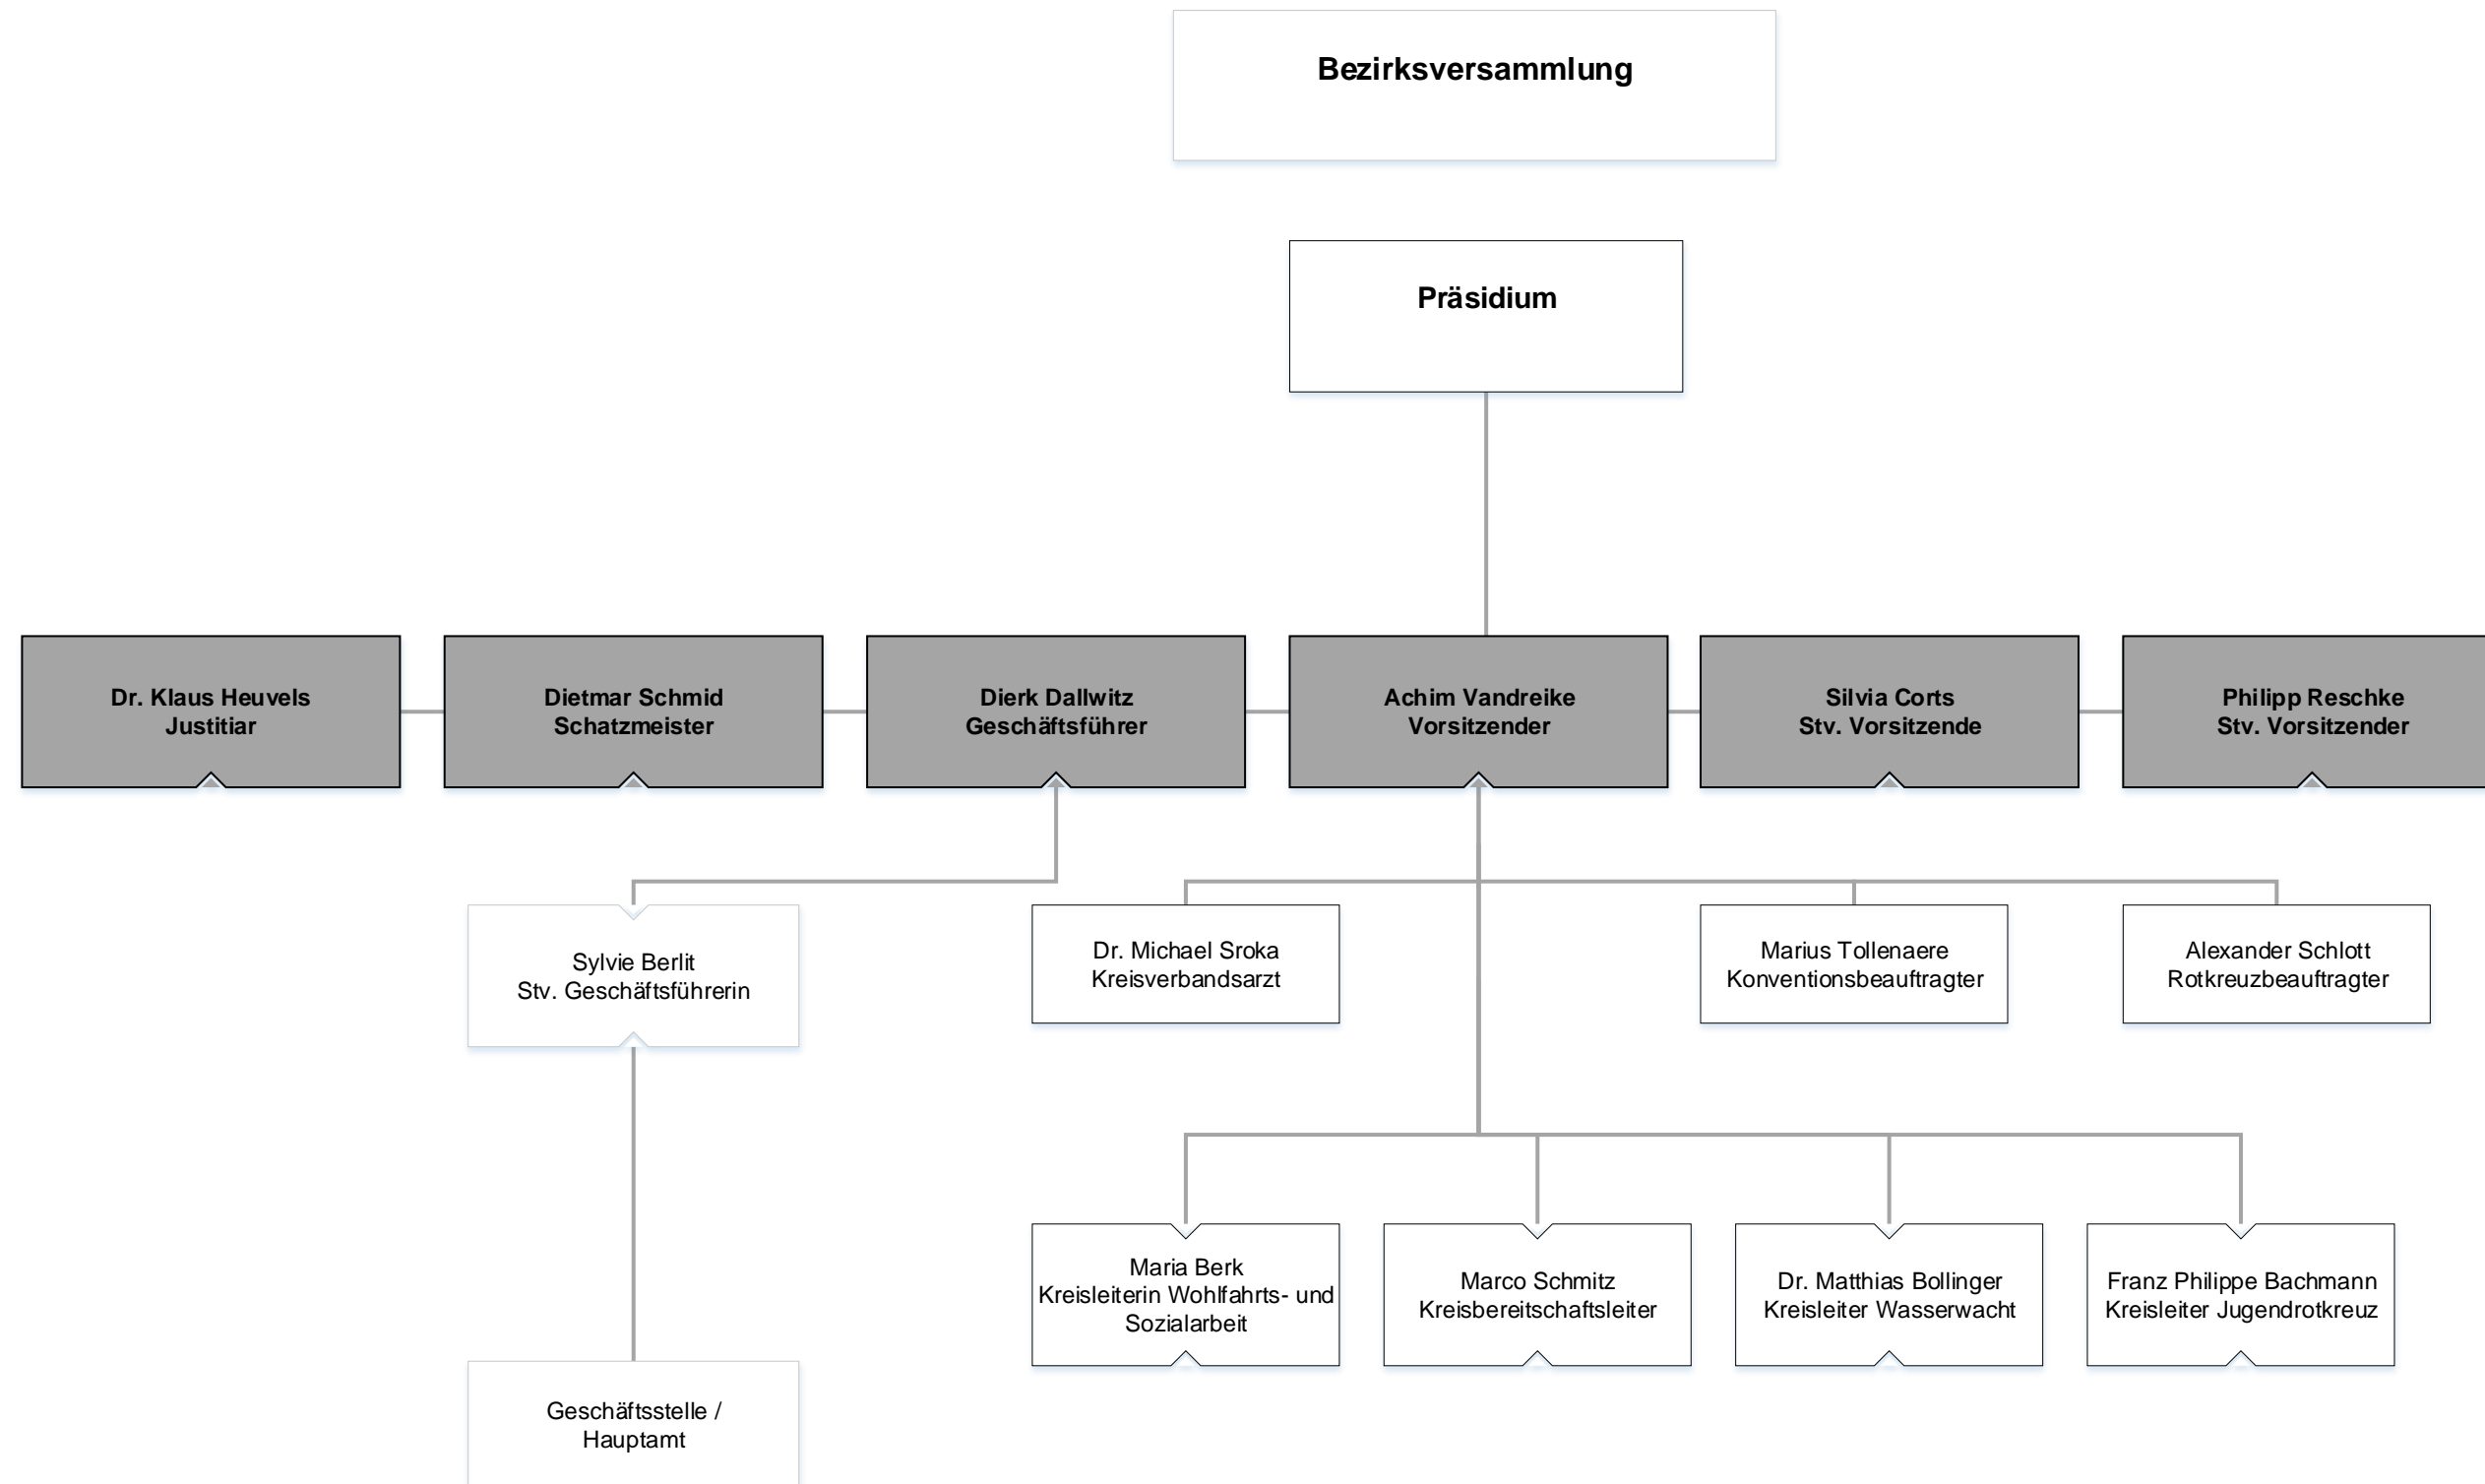 Bezirksversammlung
Präsidium
Dr. Klaus Heuvels
Justitiar
Dietmar Schmid
Schatzmeister
Dierk Dallwitz
Geschäftsführer
Achim Vandreike
Vorsitzender
Silvia Corts
Stv. Vorsitzende
Philipp Reschke
Stv. Vorsitzender
Sylvie Berlit
Stv. Geschäftsführerin
Dr. Michael Sroka
Kreisverbandsarzt
Marius Tollenaere
Konventionsbeauftragter
Alexander Schlott
Rotkreuzbeauftragter
Maria Berk
Kreisleiterin Wohlfahrts- und
Sozialarbeit
Marco Schmitz
Kreisbereitschaftsleiter
Dr. Matthias Bollinger
Kreisleiter Wasserwacht
Franz Philippe Bachmann
Kreisleiter Jugendrotkreuz
Geschäftsstelle /
Hauptamt